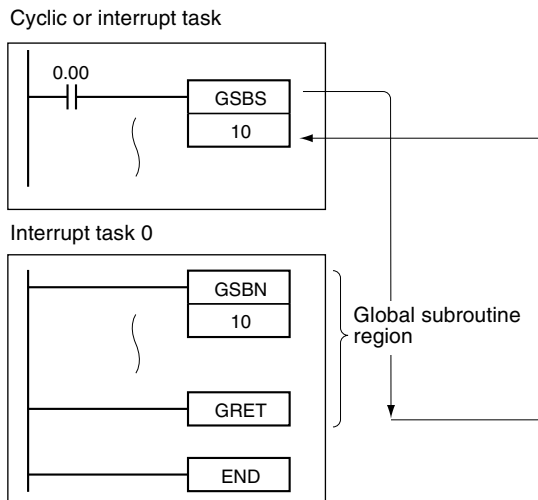 Cyclic or interrupt task
0.00
GSBS
10
Interrupt task 0
GSBN
10
Global subroutine
region
GRET
END